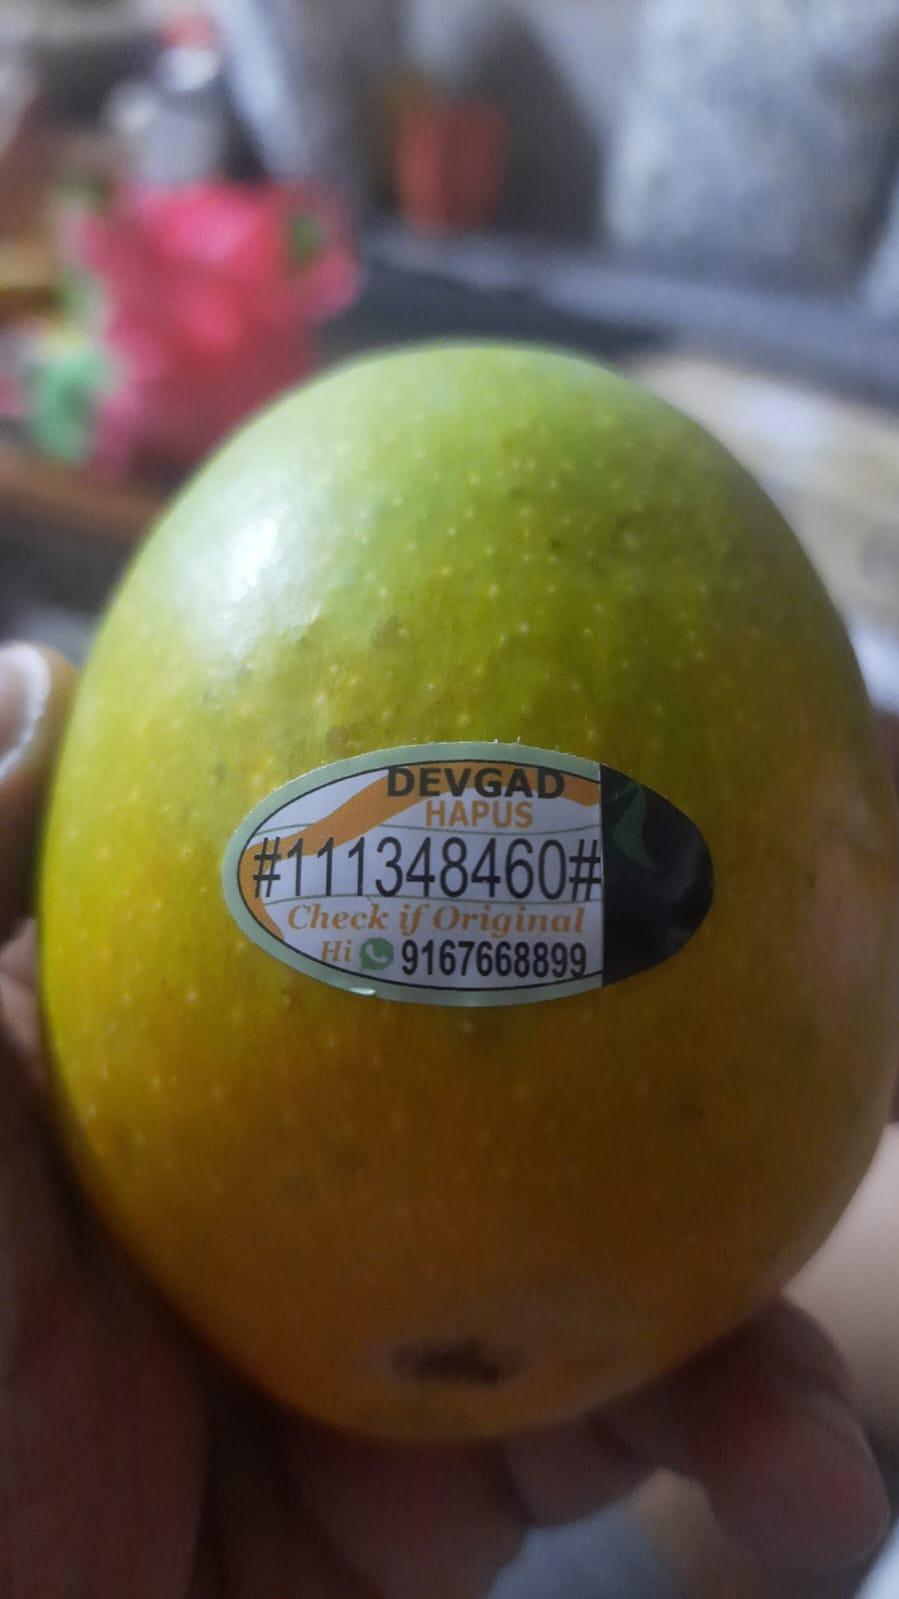 DEVGAD
HAPUS
#111348460#
Check if Original
Hi 9167668899